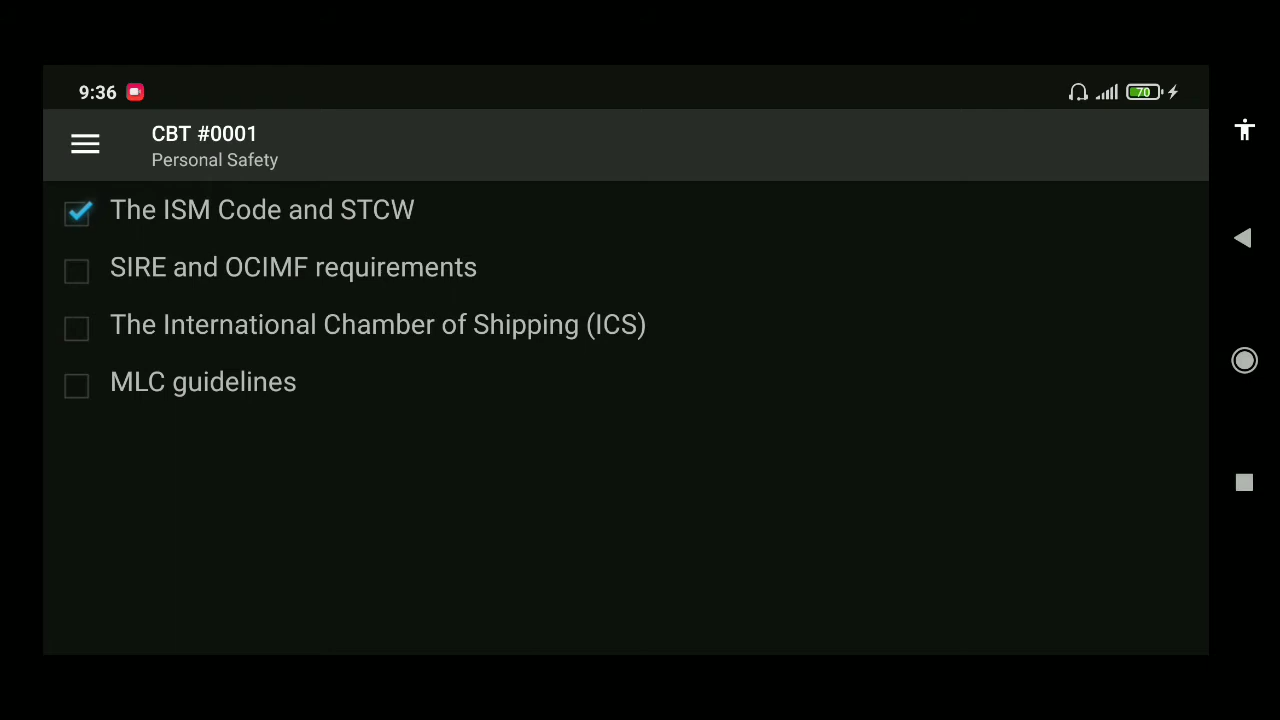 9:36
70
CBT #0001
Personal Safety
The ISM Code and STCW
SIRE and OCIMF requirements
The International Chamber of Shipping (ICS)
MLC guidelines